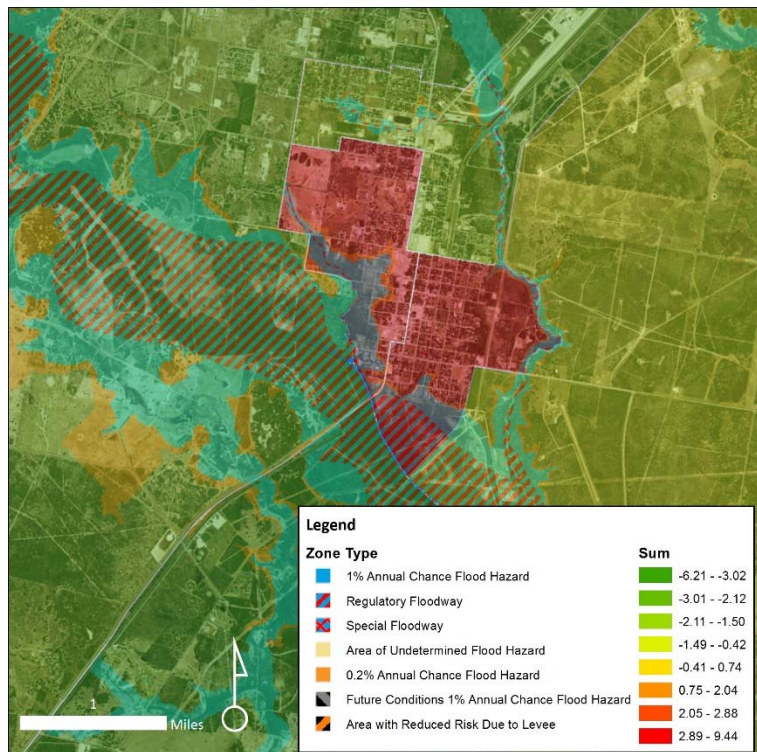 Legend
Zone Type
1% Annual Chance Flood Hazard
Regulatory Floodway
Special Floodway
Area of Undetermined Flood Hazard
0.2% Annual Chance Flood Hazard
Future Conditions 1% Annual Chance Flood Hazard
Area with Reduced Risk Due to Levee
Sum
-6.21 - -3.02
-3.01 - -2.12
-2.11 - -1.50
-1.49 - -0.42
-0.41 - 0.74
0.75 - 2.04
2.05 - 2.88
2.89 - 9.44
1
Miles